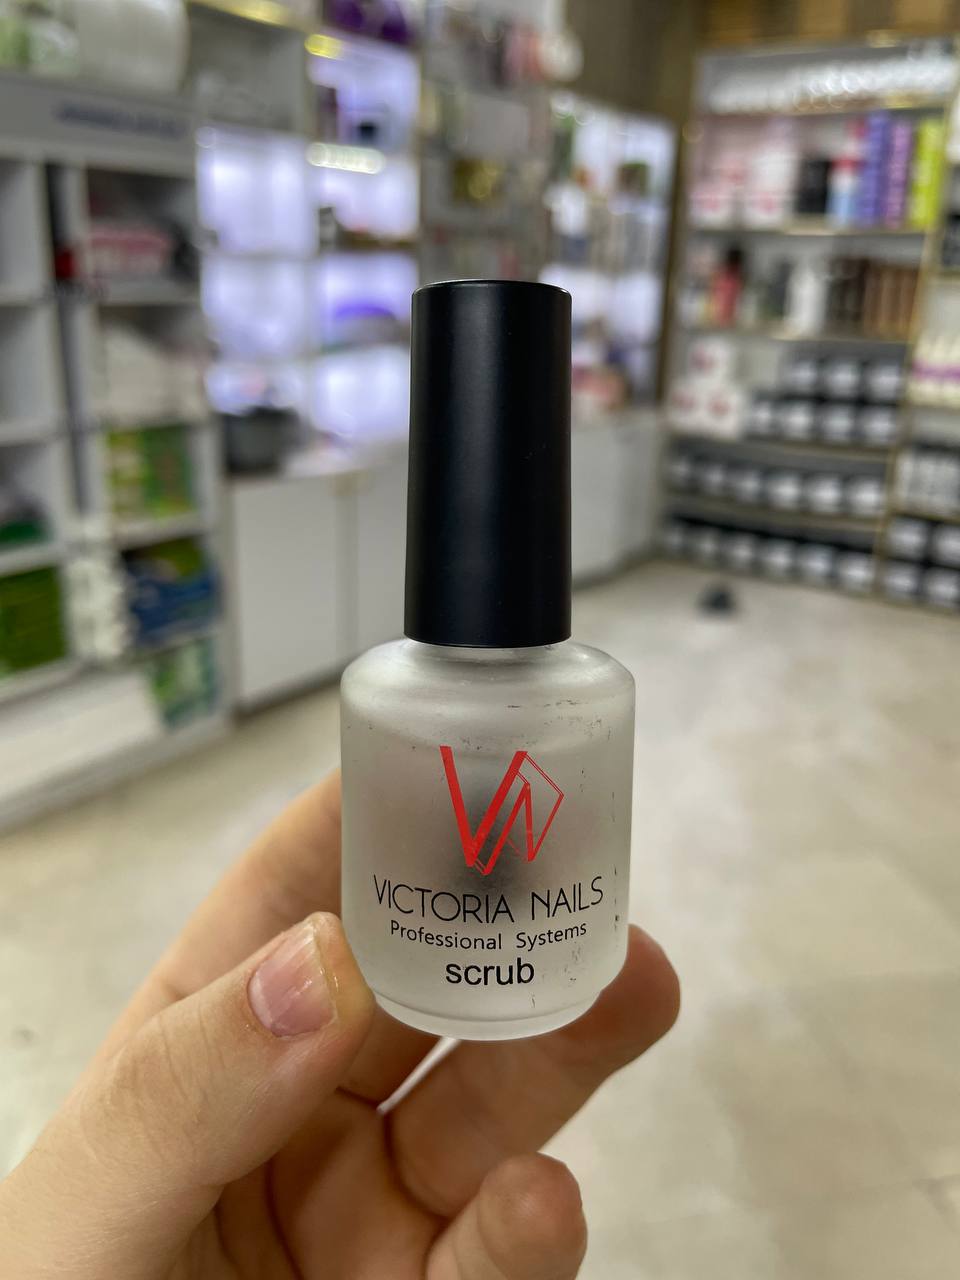 VN
VICTORIA NAILS
Professional Systems
scrub